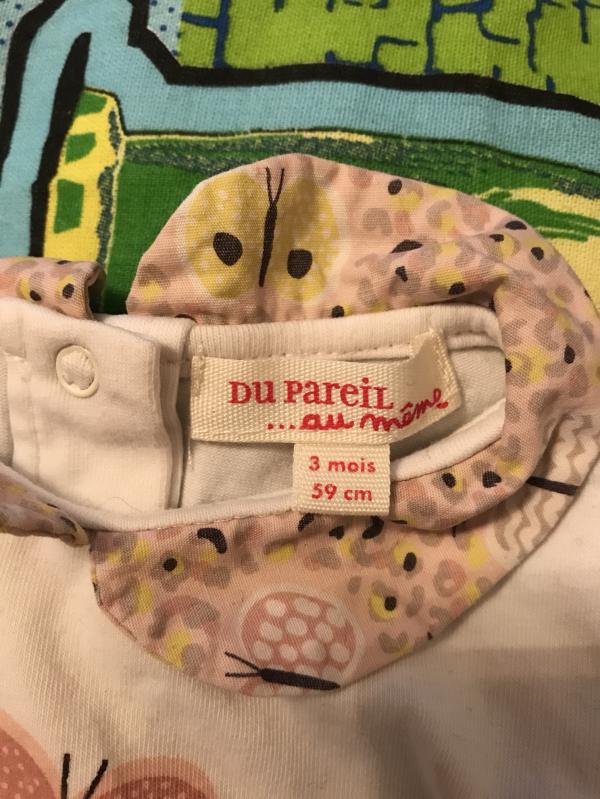 DU PAREIL
...au même
3 mois
59 cm